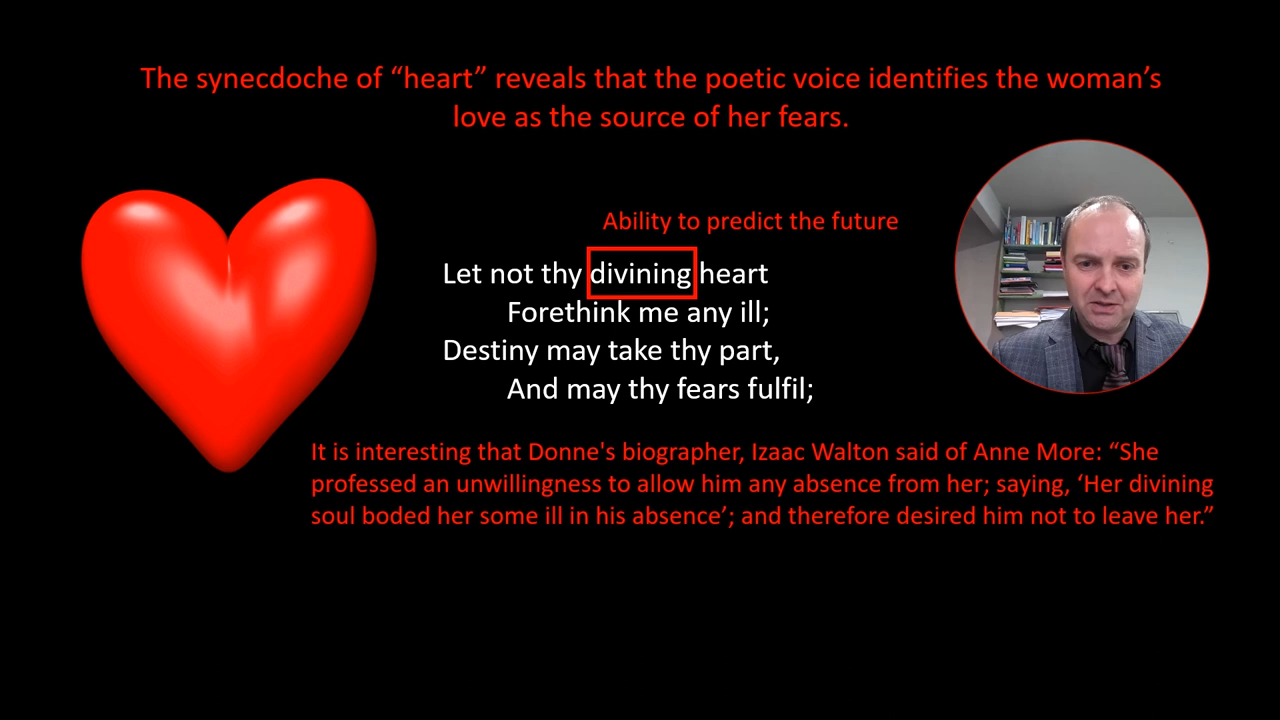 The synecdoche of “heart” reveals that the poetic voice identifies the woman’s
love as the source of her fears.
Ability to predict the future
Let not thy divining heart
Forethink me any ill;
Destiny may take thy part,
And may thy fears fulfil;
It is interesting that Donne's biographer, Izaac Walton said of Anne More: “She
professed an unwillingness to allow him any absence from her; saying, ‘Her divining
soul boded her some ill in his absence’; and therefore desired him not to leave her.”